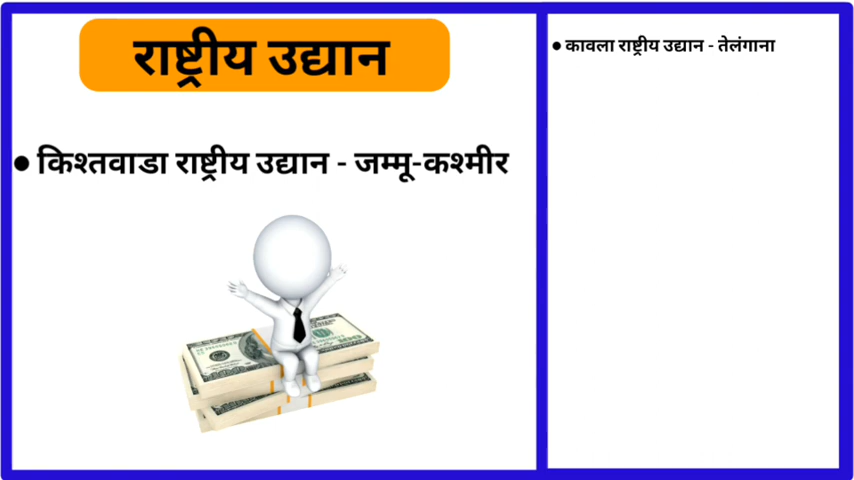 राष्ट्रीय उद्यान
● किश्तवाडा राष्ट्रीय उद्यान - जम्मू-कश्मीर
● कावला राष्ट्रीय उद्यान - तेलंगाना